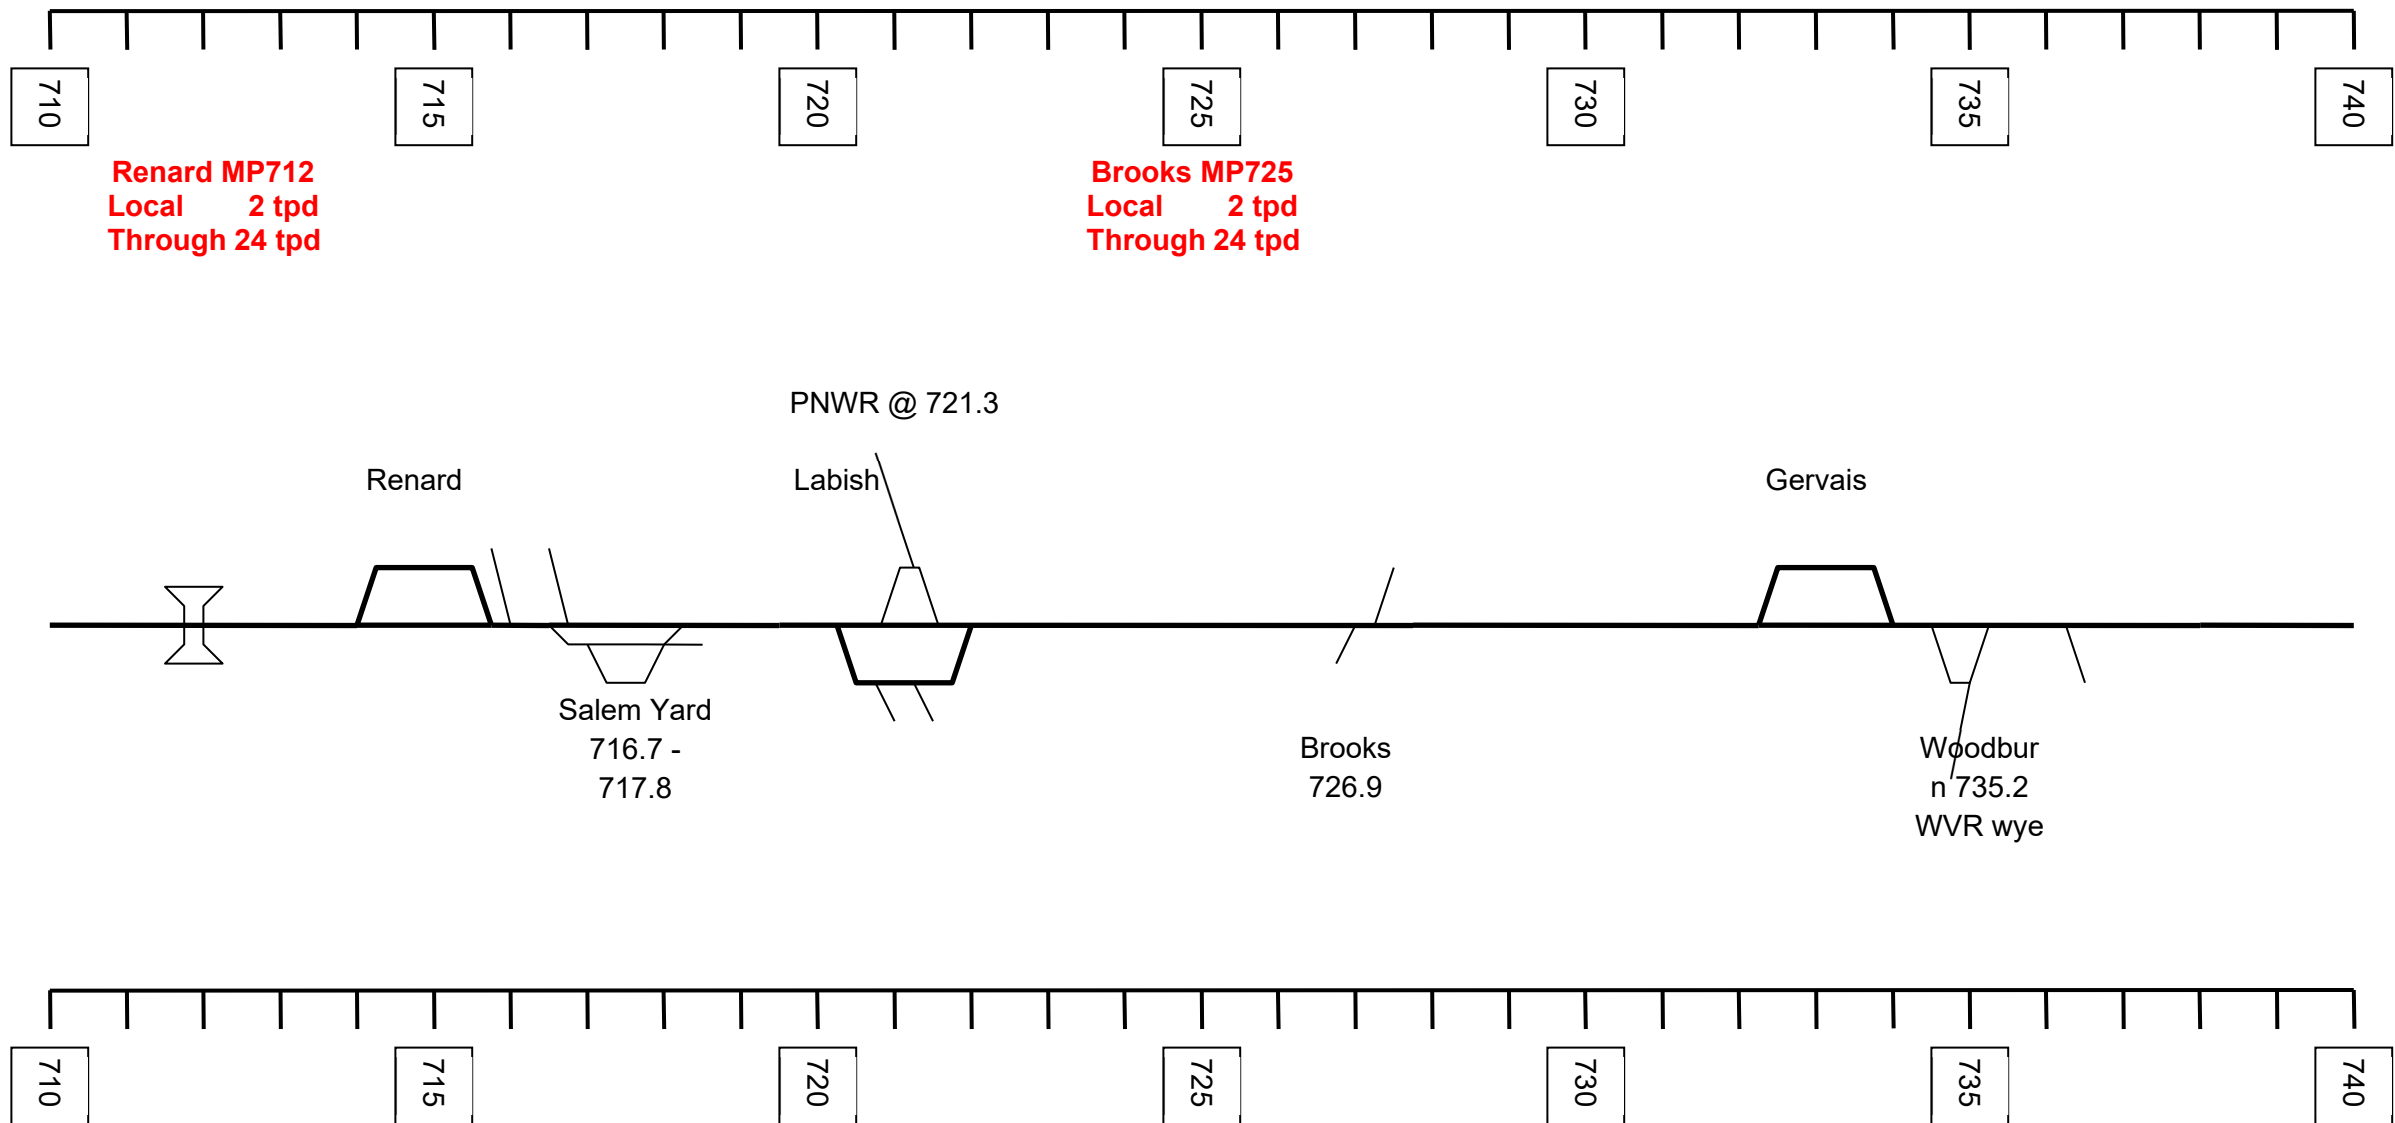 710 715 720 725 730 735 740
Renard MP712
Local 2 tpd
Through 24 tpd
Brooks MP725
Local 2 tpd
Through 24 tpd
PNWR @ 721.3
Renard
Labish
Gervais
Salem Yard
716.7 -
717.8
Brooks
726.9
Woodbur
n 735.2
WVR wye
710 715 720 725 730 735 740